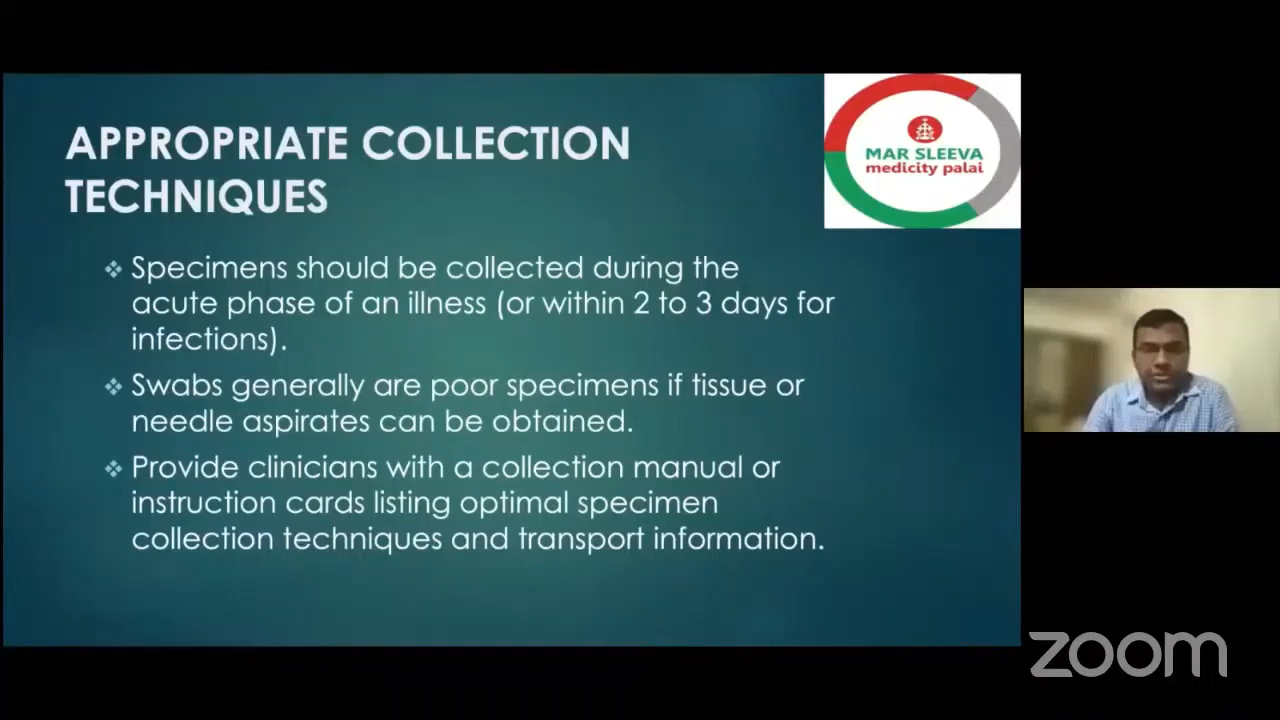 APPROPRIATE COLLECTION
TECHNIQUES
MAR SLEEVA
medicity palai
Specimens should be collected during the
acute phase of an illness (or within 2 to 3 days for
infections).
Swabs generally are poor specimens if tissue or
needle aspirates can be obtained.
Provide clinicians with a collection manual or
instruction cards listing optimal specimen
collection techniques and transport information.
zoom